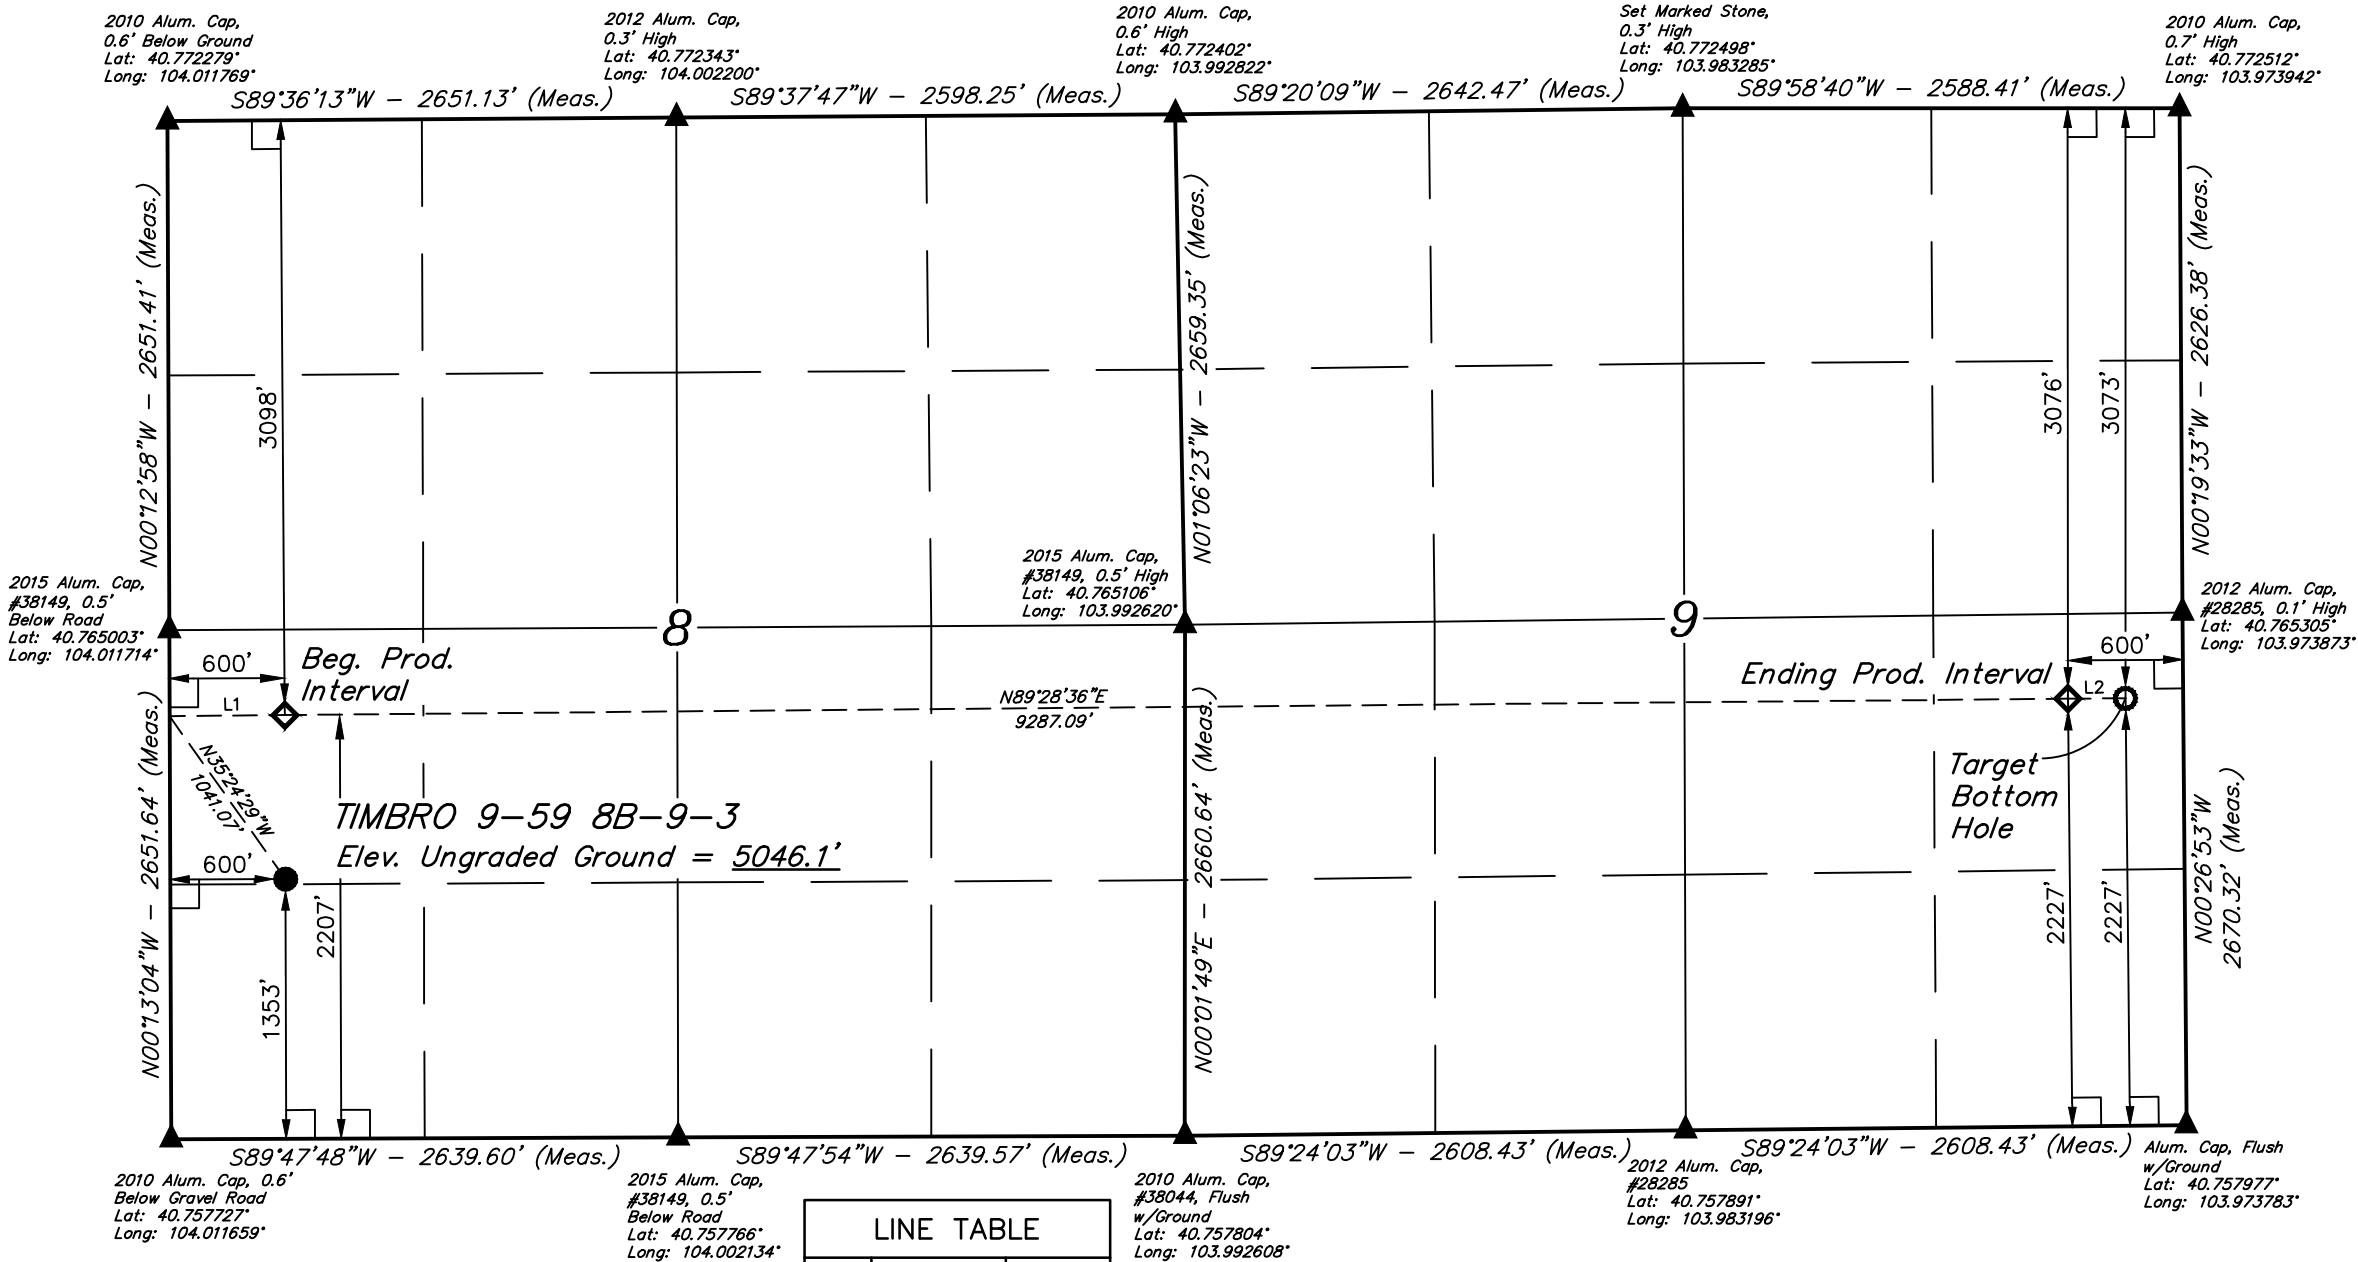 2010 Alum. Cap,
0.6' Below Ground
Lat: 40.772279°
Long: 104.011769°
2012 Alum. Cap,
0.3' High
Lat: 40.772343°
Long: 104.002200°
2010 Alum. Cap,
0.6' High
Lat: 40.772402°
Long: 103.992822°
Set Marked Stone,
0.3' High
Lat: 40.772498°
Long: 103.983285°
2010 Alum. Cap,
0.7' High
Lat: 40.772512°
Long: 103.973942°
S89°36'13"W - 2651.13' (Meas.)
S89°37'47"W - 2598.25' (Meas.)
S89°20'09"W - 2642.47' (Meas.)
S89°58'40"W - 2588.41' (Meas.)
N00°12'58"W - 2651.41' (Meas.)
3098'
N01°06'23"W - 2659.35' (Meas.)
3076'
3073'
N00°19'33"W - 2626.38' (Meas.)
2015 Alum. Cap,
#38149, 0.5'
Below Road
Lat: 40.765003°
Long: 104.011714°
2015 Alum. Cap,
#38149, 0.5' High
Lat: 40.765106°
Long: 103.992620°
2012 Alum. Cap,
#28285, 0.1' High
Lat: 40.765305°
Long: 103.973873°
8
9
600'
L1
Beg. Prod.
Interval
N89°28'36"E
9287.09'
Ending Prod. Interval
600'
L2
Target
Bottom
Hole
N35°24'29"W
1041.07'
TIMBRO 9-59 8B-9-3
Elev. Ungraded Ground = 5046.1'
600'
N00°13'04"W - 2651.64' (Meas.)
1353'
2207'
N00°01'49"E - 2660.64' (Meas.)
2227'
2227'
N00°26'53"W
2670.32' (Meas.)
S89°47'48"W - 2639.60' (Meas.)
S89°47'54"W - 2639.57' (Meas.)
S89°24'03"W - 2608.43' (Meas.)
S89°24'03"W - 2608.43' (Meas.)
2010 Alum. Cap, 0.6'
Below Gravel Road
Lat: 40.757727°
Long: 104.011659°
2015 Alum. Cap,
#38149, 0.5'
Below Road
Lat: 40.757766°
Long: 104.002134°
LINE TABLE
2010 Alum. Cap,
#38044, Flush
w/Ground
Lat: 40.757804°
Long: 103.992608°
2012 Alum. Cap,
#28285
Lat: 40.757891°
Long: 103.983196°
Alum. Cap, Flush
w/Ground
Lat: 40.757977°
Long: 103.973783°